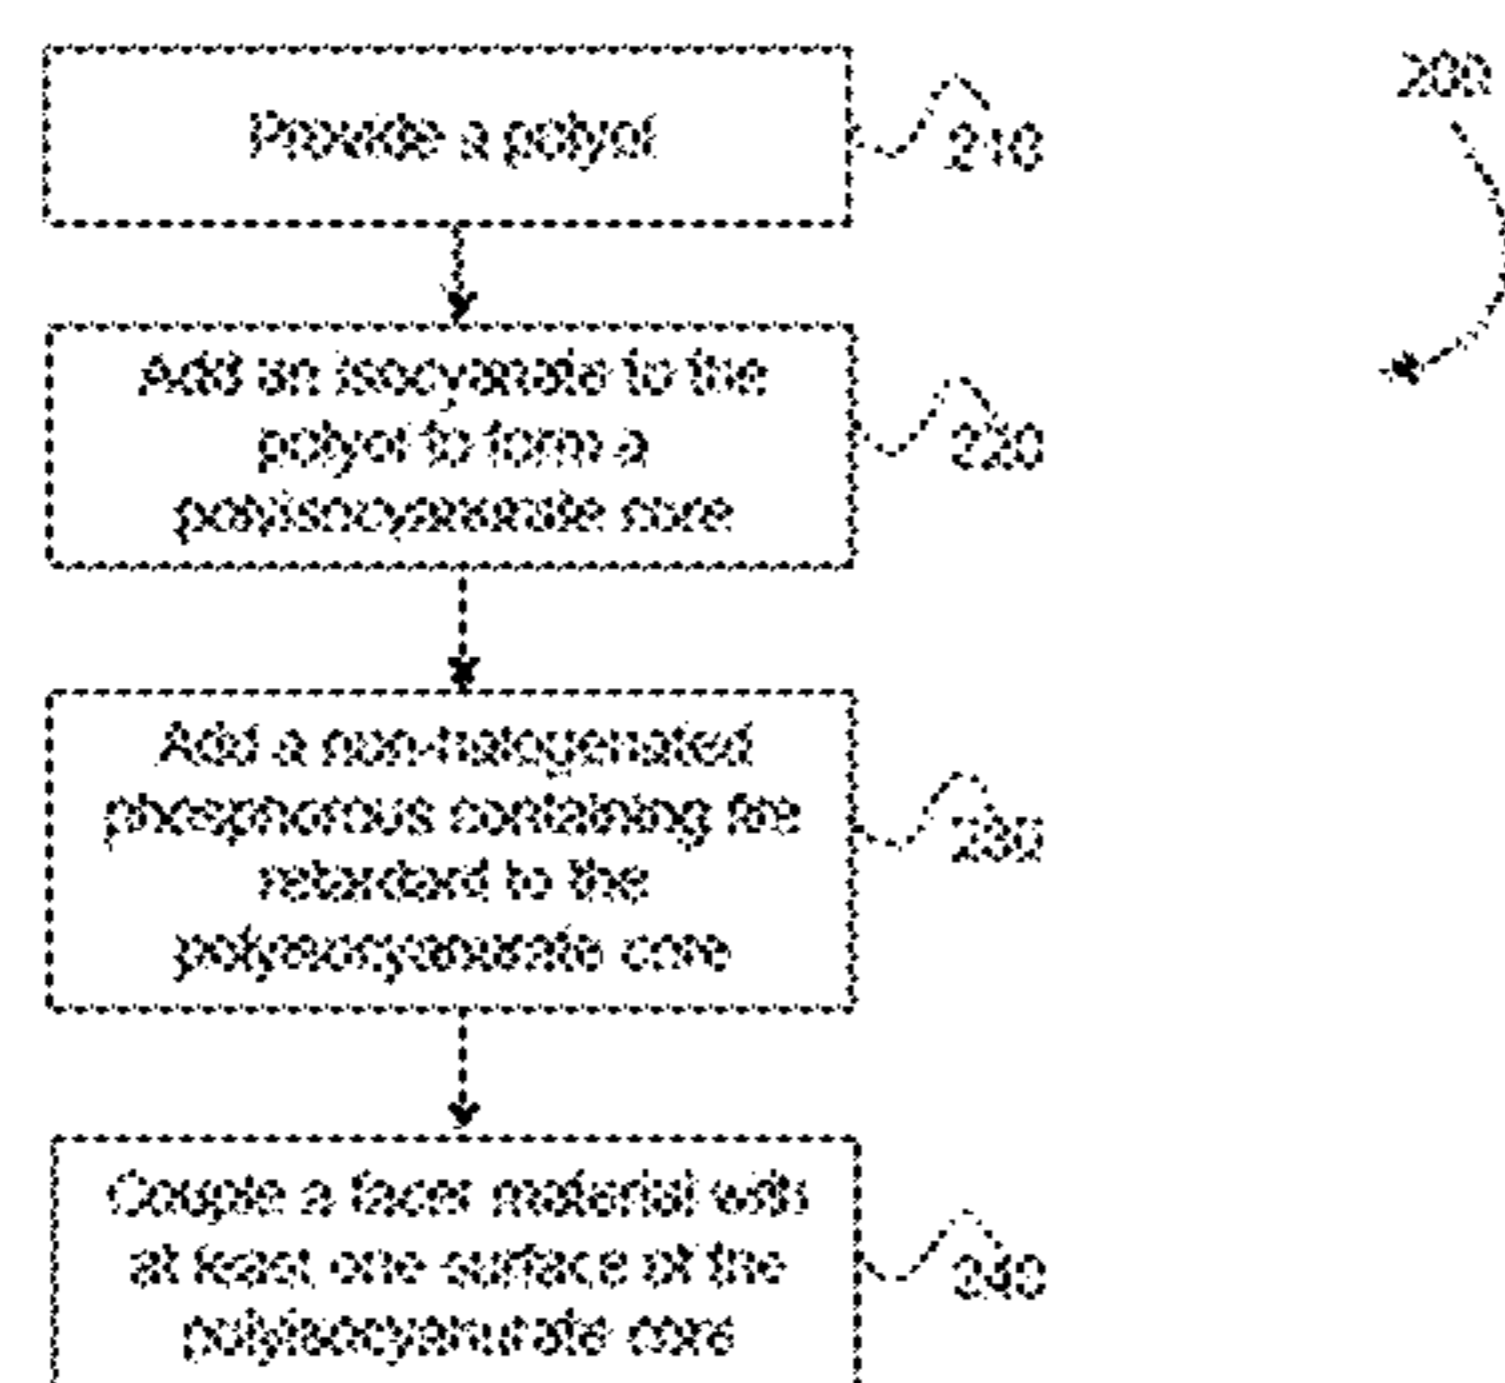 Provide a polyol
210
200
Add an isocyanate to the
polyol to form a
polyisocyanurate core
220
Add a non-halogenated
phosphorous containing fire
retardard to the
polyisocyanurate core
230
Couple a facer material with
at least one surface of the
polyisocyanurate core
240